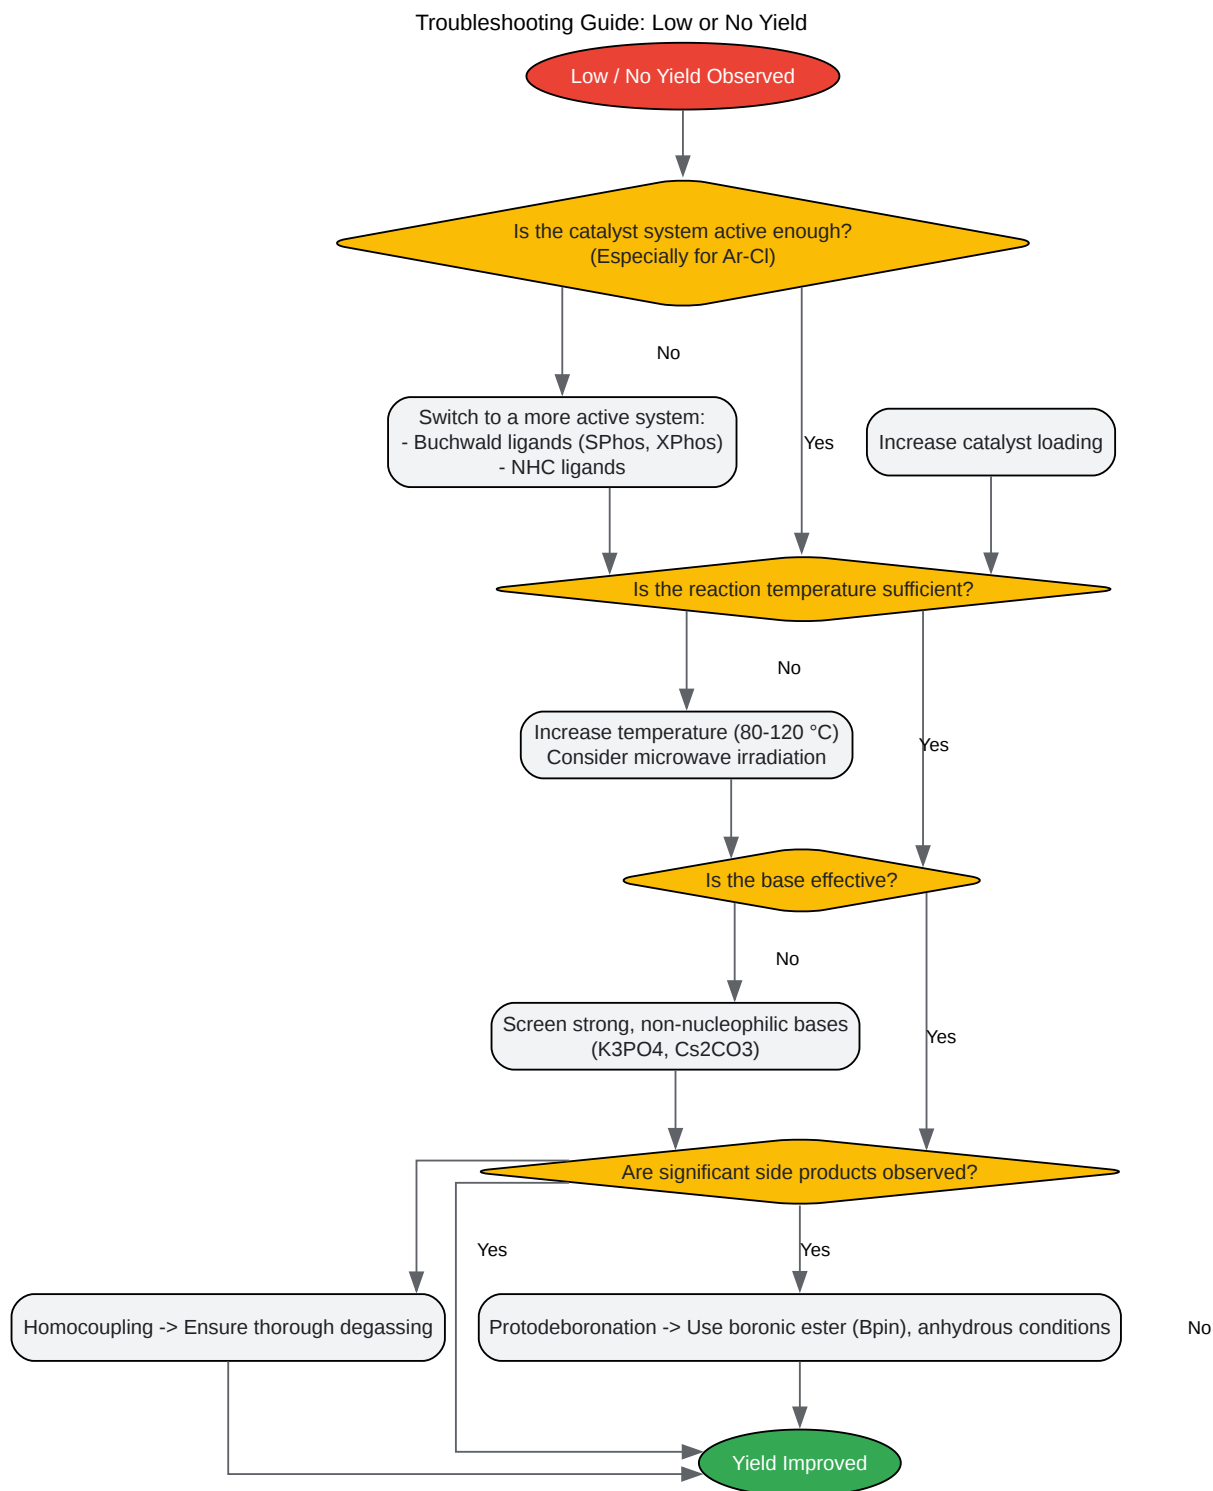 Troubleshooting Guide: Low or No Yield
Low / No Yield Observed
Is the catalyst system active enough?
(Especially for Ar-Cl)
No
Switch to a more active system:
- Buchwald ligands (SPhos, XPhos)
- NHC ligands
Yes
Increase catalyst loading
Is the reaction temperature sufficient?
No
Increase temperature (80-120 °C)
Consider microwave irradiation
Yes
Is the base effective?
No
Screen strong, non-nucleophilic bases
(K3PO4, Cs2CO3)
Yes
Are significant side products observed?
Yes
Yes
Homocoupling -> Ensure thorough degassing
Protodeboronation -> Use boronic ester (Bpin), anhydrous conditions
No
Yield Improved